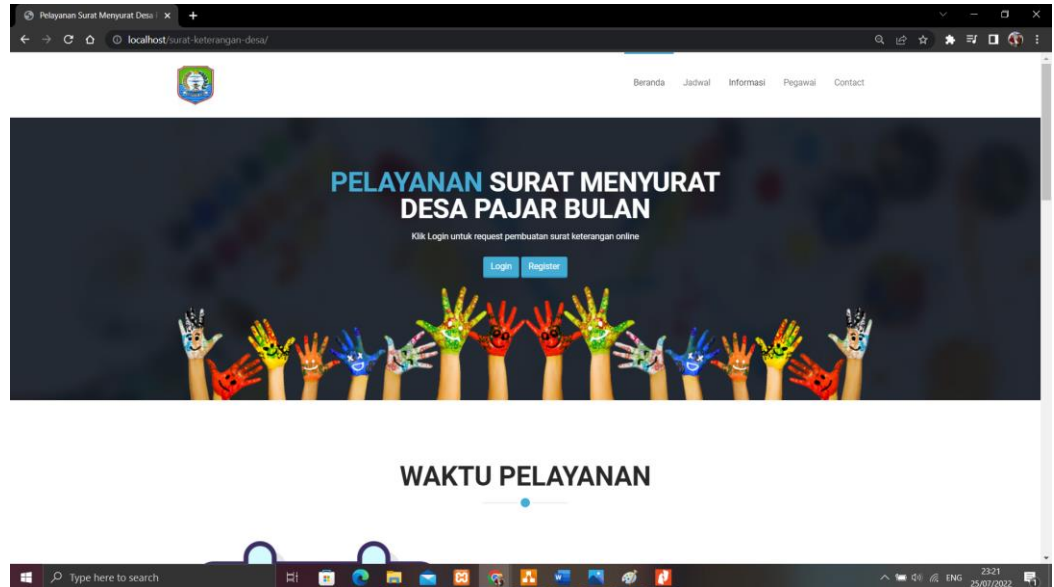 Pelayanan Surat Menyurat Desa
localhost/surat-keterangan-desa/
Beranda Jadwal Informasi Pegawai Contact
PELAYANAN SURAT MENYURAT
DESA PAJAR BULAN
Klik Login untuk request pembuatan surat keterangan online
Login Register
WAKTU PELAYANAN
Type here to search
ENG
23:21
25/07/2022